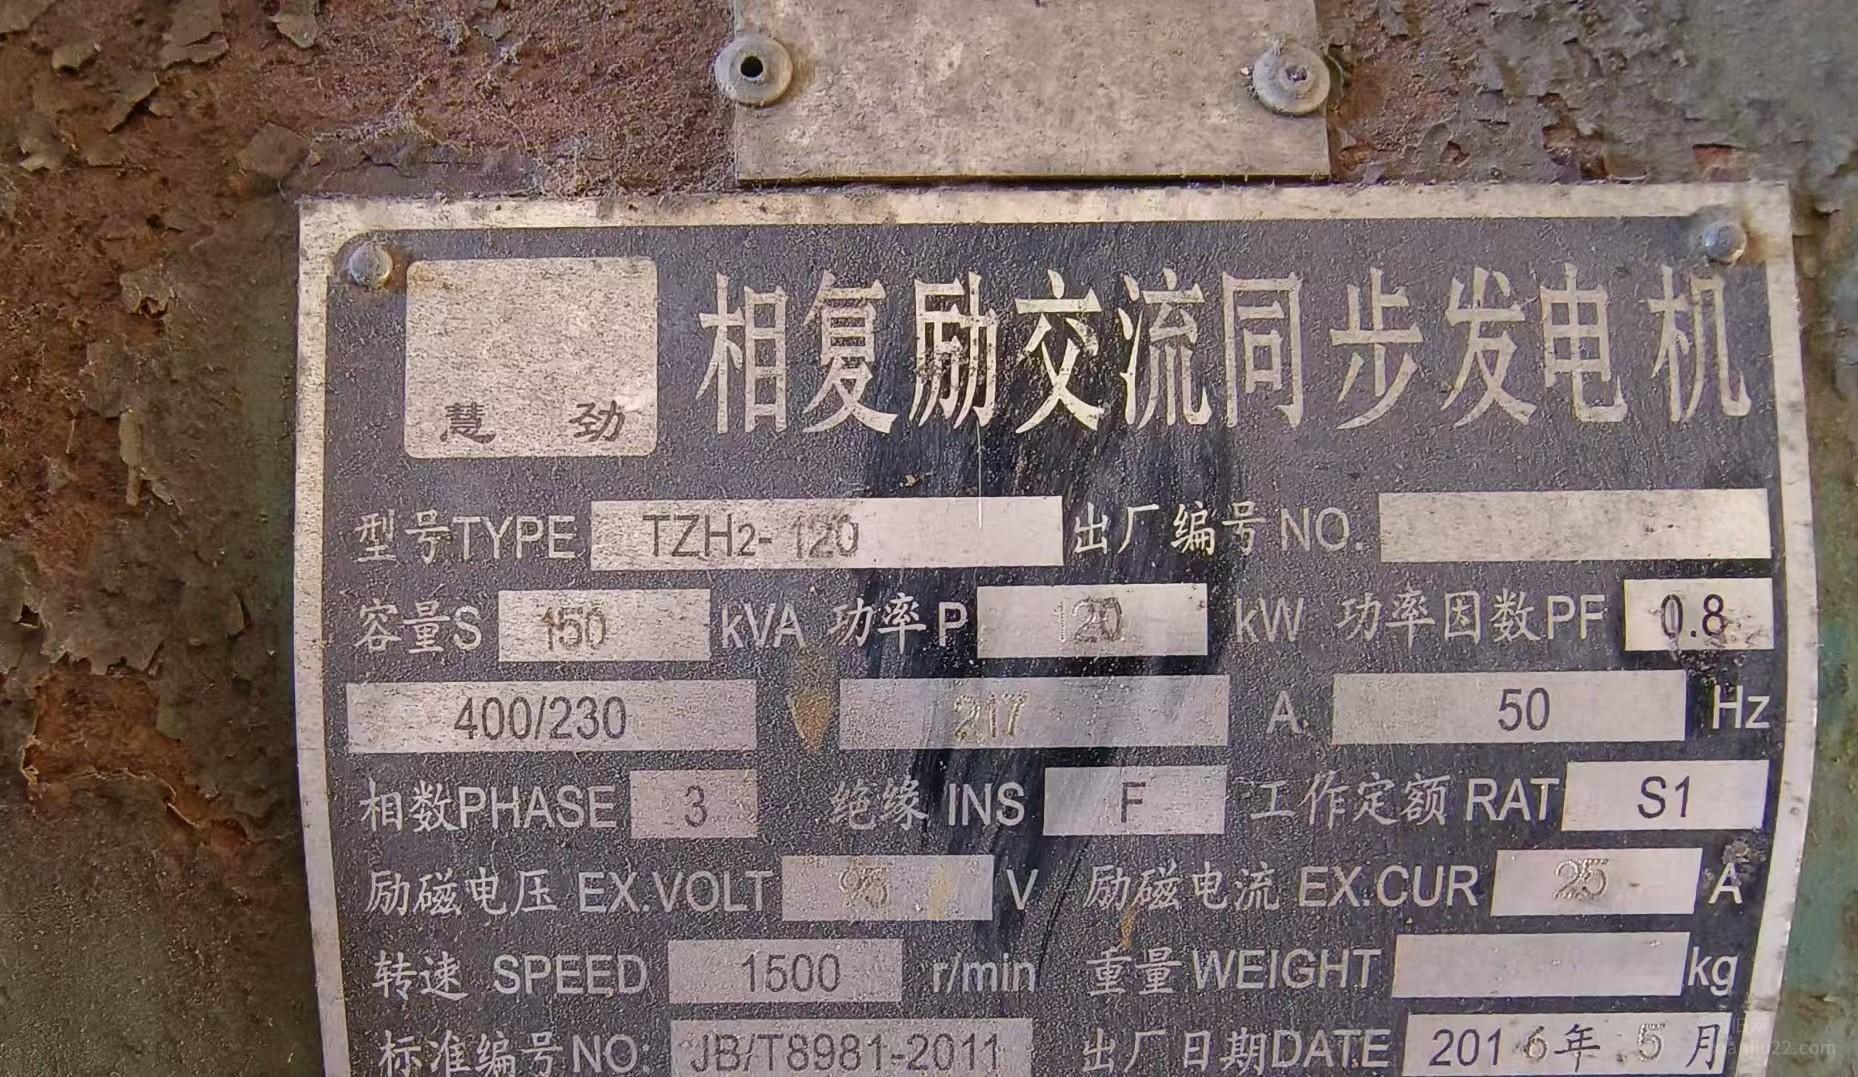 相复励交流同步发电机
慧 劲
型号TYPE TZH2-120 出厂编号NO.
容量S 150 kVA 功率P 120 kW 功率因数PF 0.8
400/230 217 A. 50 Hz
相数PHASE 3 绝缘 INS F 工作定额 RAT S1
励磁电压 EX.VOLT 95 V 励磁电流 EX.CUR 25 A
转速 SPEED 1500 r/min 重量WEIGHT kg
标准编号NO: JB/T8981-2011 出厂日期DATE 2016年 5月